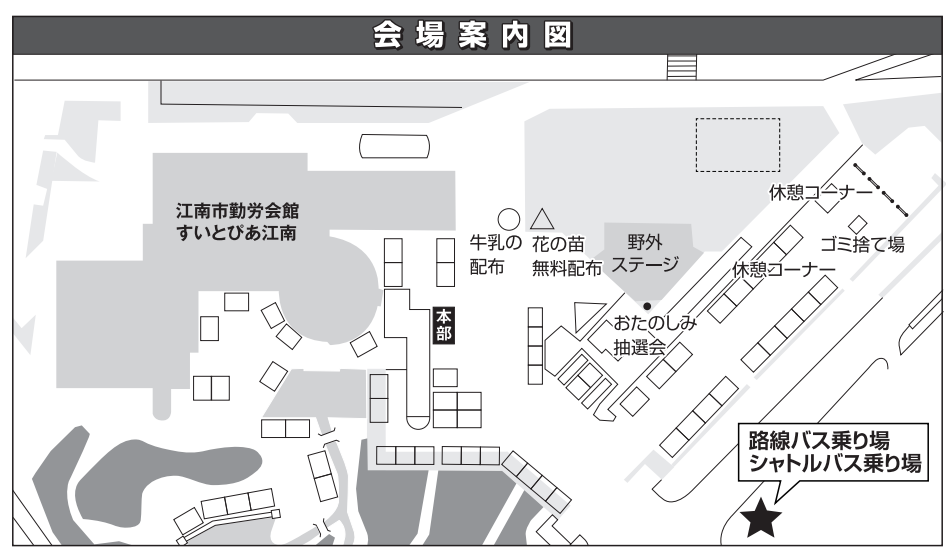 会場案内図
江南市勤労会館
すいとぴあ江南
牛乳の
配布
花の苗
無料配布
野外
ステージ
休憩コーナー
ゴミ捨て場
休憩コーナー
本部
おたのしみ
抽選会
路線バス乗り場
シャトルバス乗り場